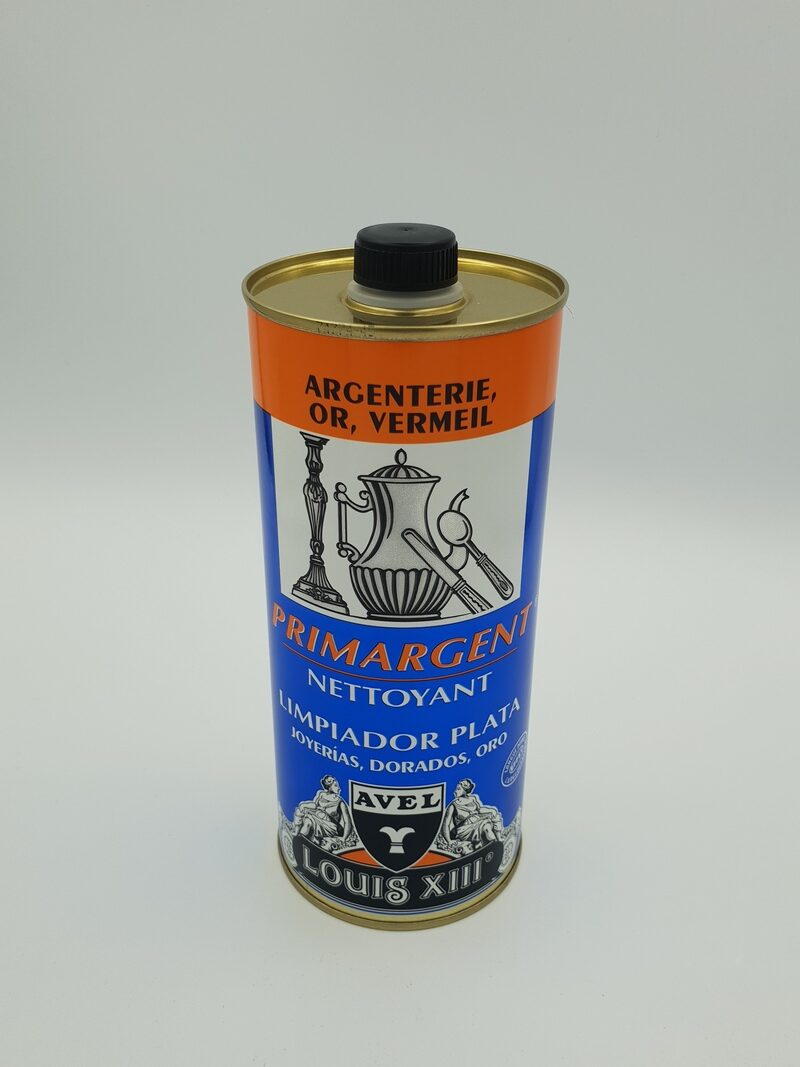 ARGENTERIE,
OR, VERMEIL
PRIMARGENT
NETTOYANT
LIMPIADOR PLATA
JOYERÍAS, DORADOS, ORO
AVEL
LOUIS XIII®